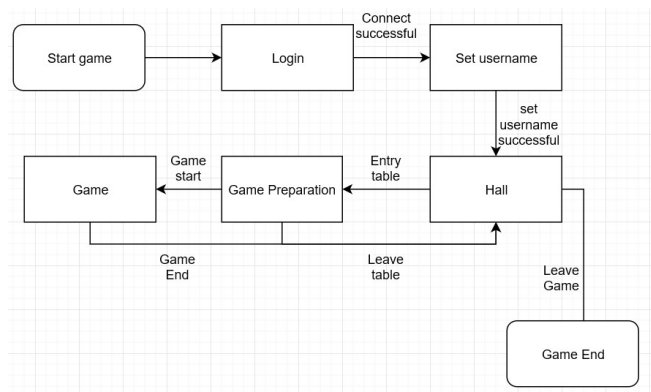 Connect
successful
Start game
Login
Set username
set
username
successful
Game
start
Entry
table
Game
Game Preparation
Hall
Game
End
Leave
table
Leave
Game
Game End